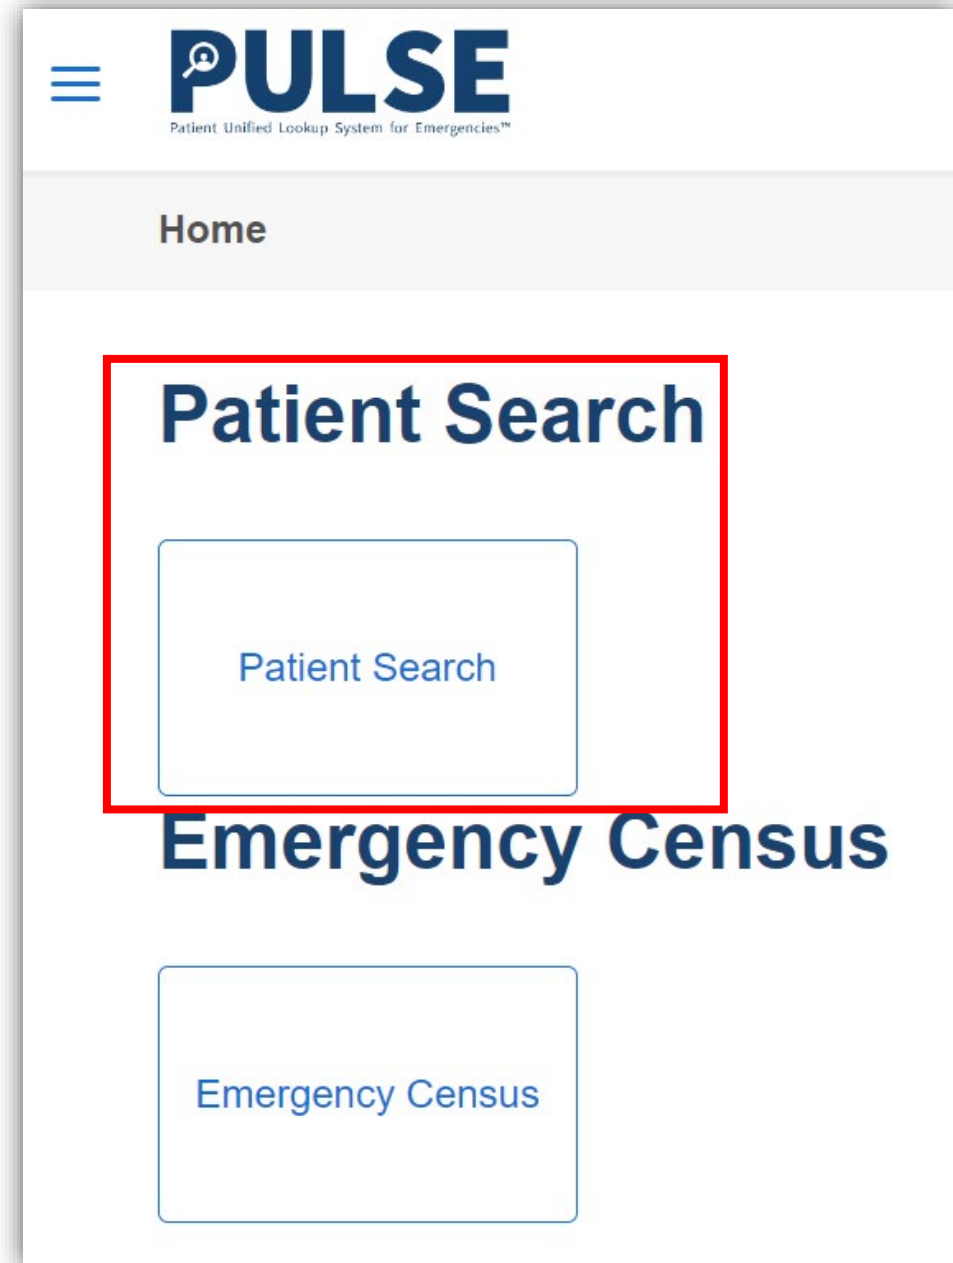 PULSE
Patient Unified Lookup System for Emergencies™
Home
Patient Search
Patient Search
Emergency Census
Emergency Census